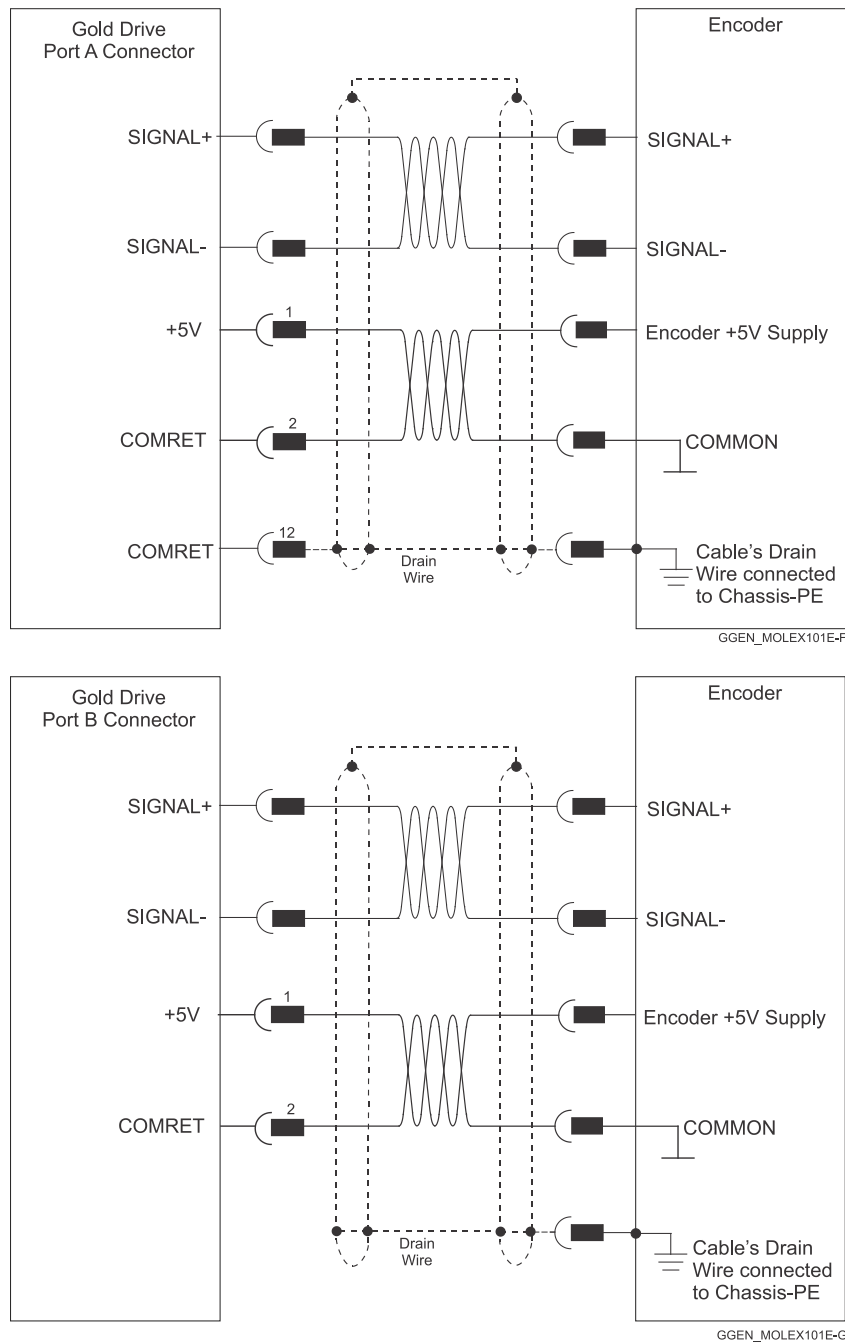 Gold Drive
Port A Connector
Encoder
SIGNAL+
SIGNAL+
SIGNAL-
SIGNAL-
+5V
1
Encoder +5V Supply
COMRET
2
COMMON
COMRET
12
Drain
Wire
Cable's Drain
Wire connected
to Chassis-PE
GGEN_MOLEX101E-F
Gold Drive
Port B Connector
Encoder
SIGNAL+
SIGNAL+
SIGNAL-
SIGNAL-
+5V
1
Encoder +5V Supply
COMRET
2
COMMON
Drain
Wire
Cable's Drain
Wire connected
to Chassis-PE
GGEN_MOLEX101E-G